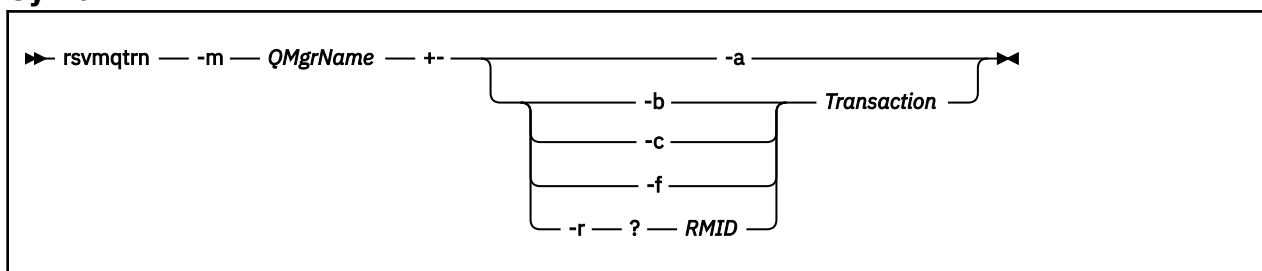 rsvmqtrn -m QMgrName +- -a
-b Transaction
-c
-f
-r ? RMID